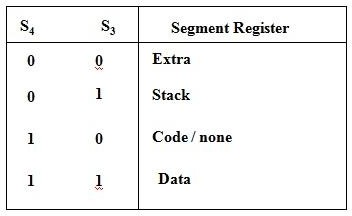 S4 S3 Segment Register
0 0 Extra
0 1 Stack
1 0 Code / none
1 1 Data